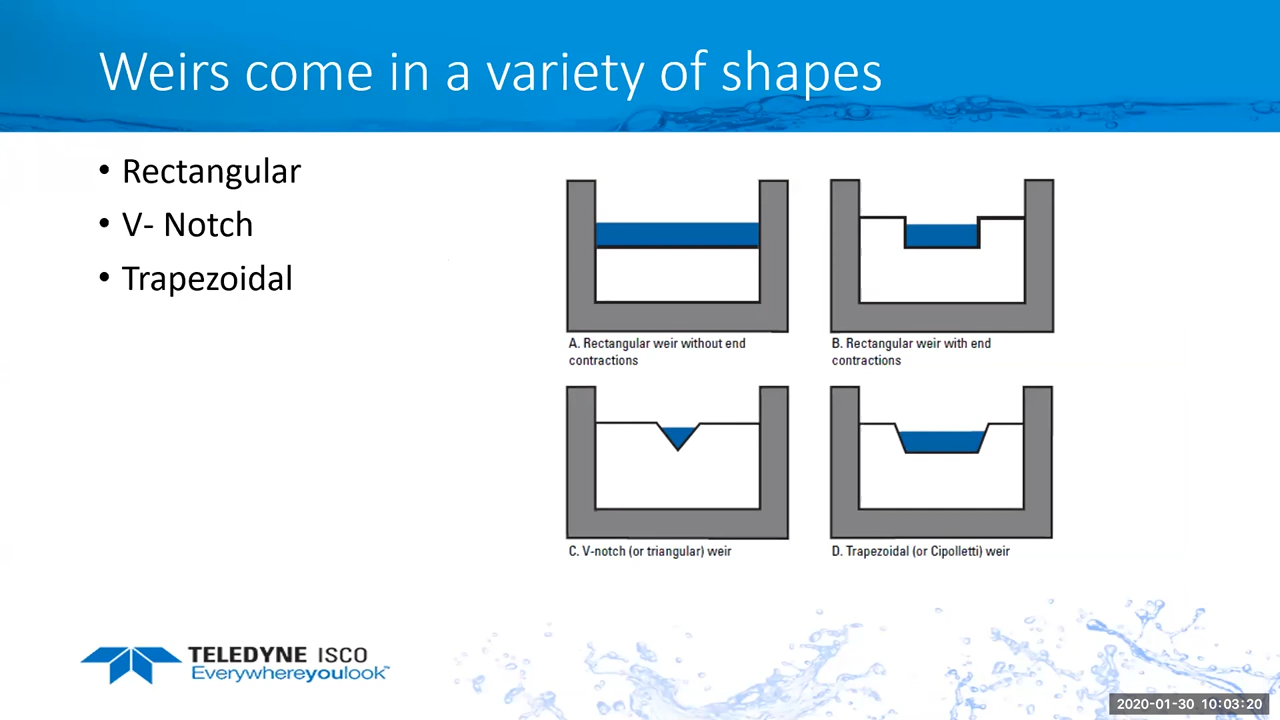 Weirs come in a variety of shapes
• Rectangular
• V- Notch
• Trapezoidal
A. Rectangular weir without end
contractions
B. Rectangular weir with end
contractions
C. V-notch (or triangular) weir
D. Trapezoidal (or Cipolletti) weir
TELEDYNE ISCO
Everywhereyoulook™
2020-01-30 10:03:20